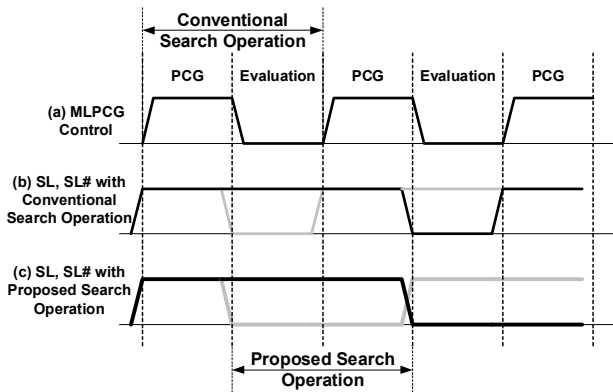 Conventional
Search Operation
PCG Evaluation PCG Evaluation PCG
(a) MLPCG
Control
(b) SL, SL# with
Conventional
Search Operation
(c) SL, SL# with
Proposed Search
Operation
Proposed Search
Operation